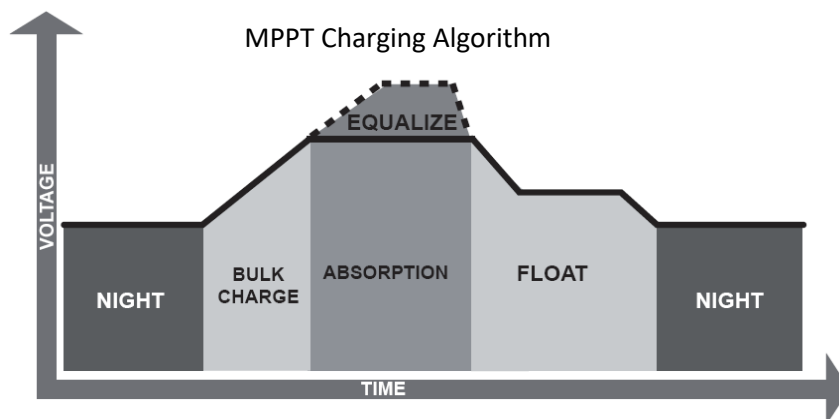 MPPT Charging Algorithm
VOLTAGE
EQUALIZE
NIGHT
BULK
CHARGE
ABSORPTION
FLOAT
NIGHT
TIME